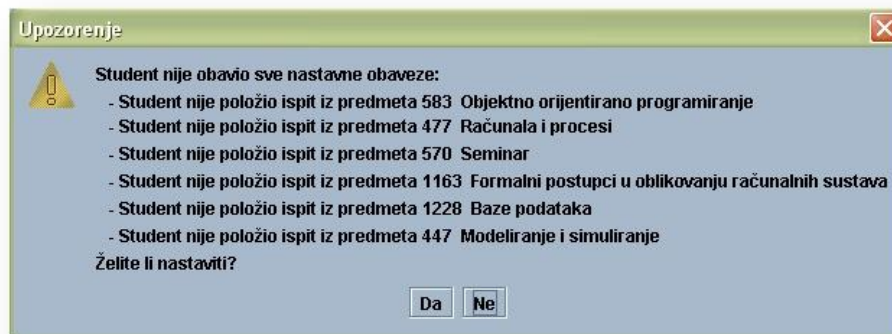 Upozorenje
Student nije obavio sve nastavne obaveze:
- Student nije položio ispit iz predmeta 583 Objektno orijentirano programiranje
- Student nije položio ispit iz predmeta 477 Računala i procesi
- Student nije položio ispit iz predmeta 570 Seminar
- Student nije položio ispit iz predmeta 1163 Formalni postupci u oblikovanju računalnih sustava
- Student nije položio ispit iz predmeta 1228 Baze podataka
- Student nije položio ispit iz predmeta 447 Modeliranje i simuliranje
Želite li nastaviti?
Da Ne